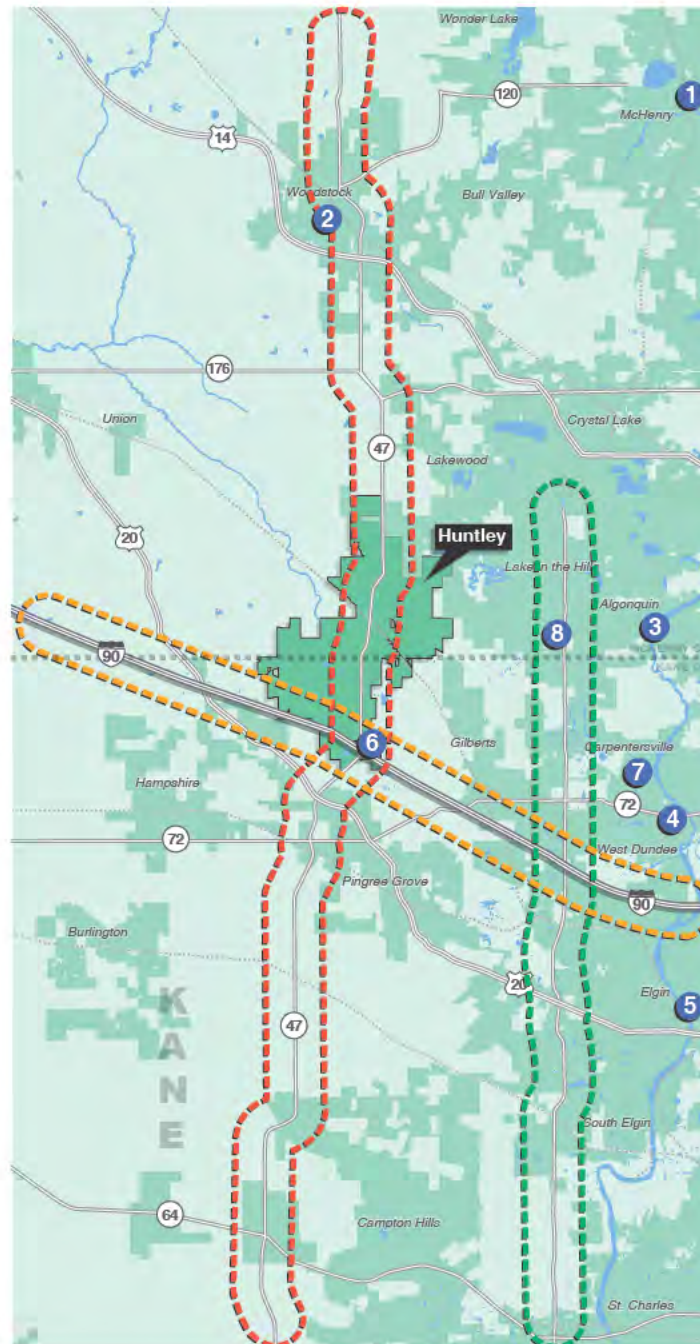 Wonder Lake
1
120
McHenry
14
Woodstock
Bull Valley
2
176
Union
Crystal Lake
47
Lakewood
20
Huntley
Lake in the Hill
Algonquin
3
8
90
6
Gilberts
Carpentersville
7
Hampshire
72
4
72
West Dundee
Pingree Grove
90
Burlington
20
Elgin
5
47
KANE
South Elgin
64
Campton Hills
St. Charles